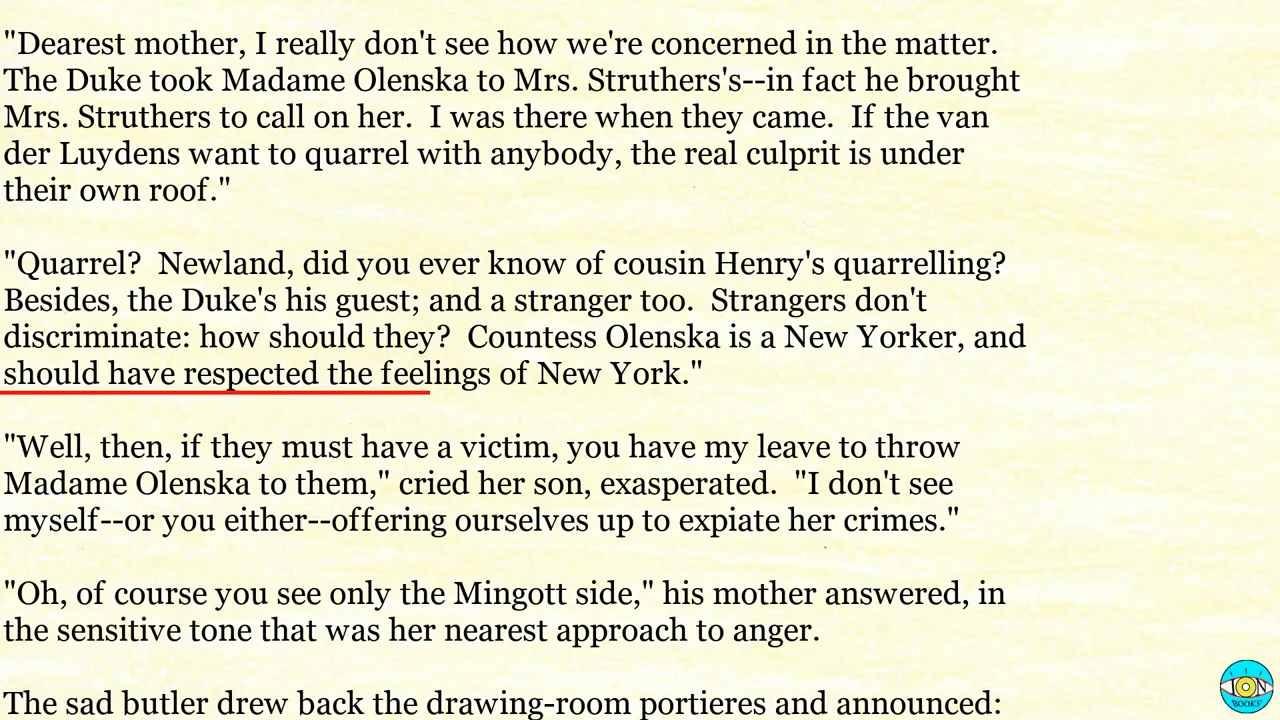 "Dearest mother, I really don't see how we're concerned in the matter.
The Duke took Madame Olenska to Mrs. Struthers's--in fact he brought
Mrs. Struthers to call on her.  I was there when they came.  If the van
der Luydens want to quarrel with anybody, the real culprit is under
their own roof."
"Quarrel?  Newland, did you ever know of cousin Henry's quarrelling?
Besides, the Duke's his guest; and a stranger too.  Strangers don't
discriminate: how should they?  Countess Olenska is a New Yorker, and
should have respected the feelings of New York."
"Well, then, if they must have a victim, you have my leave to throw
Madame Olenska to them," cried her son, exasperated.  "I don't see
myself--or you either--offering ourselves up to expiate her crimes."
"Oh, of course you see only the Mingott side," his mother answered, in
the sensitive tone that was her nearest approach to anger.
The sad butler drew back the drawing-room portieres and announced:
ION
BOOKS